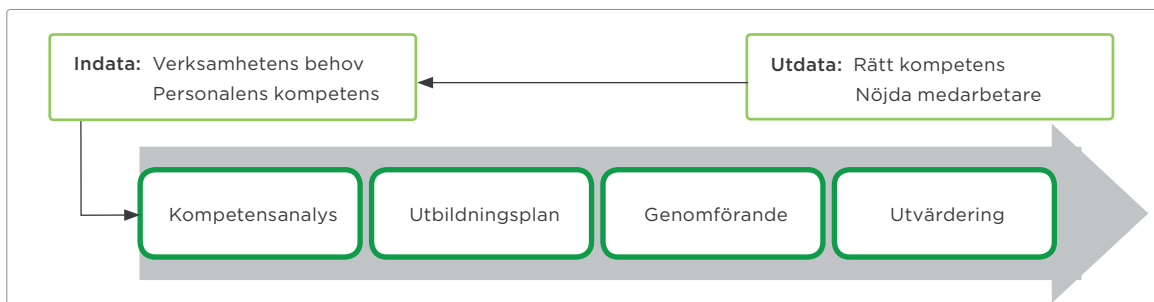 Indata: Verksamhetens behov
Personalens kompetens
Utdata: Rätt kompetens
Nöjda medarbetare
Kompetensanalys
Utbildningsplan
Genomförande
Utvärdering